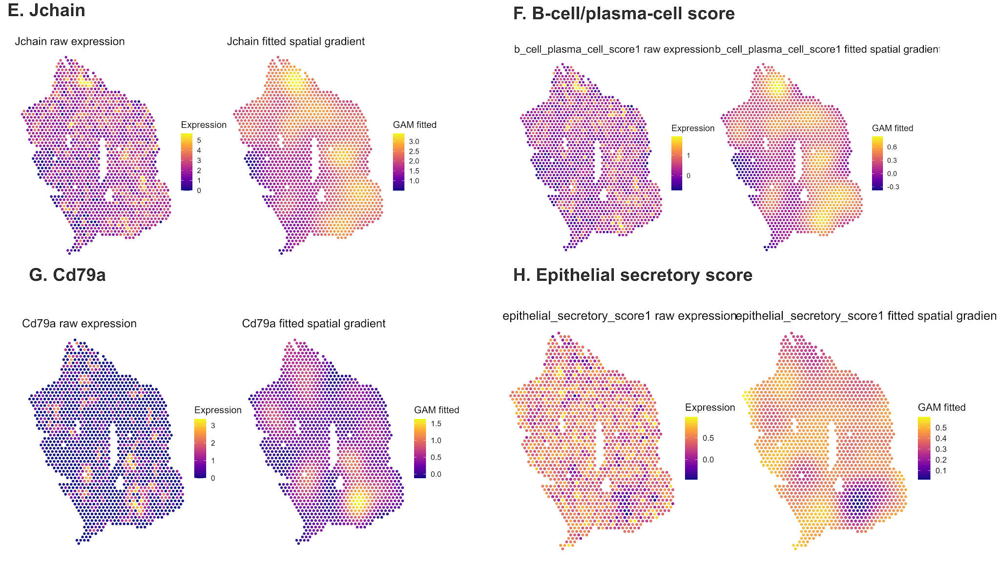 E. Jchain
Jchain raw expression
Jchain fitted spatial gradient
Expression
5
4
3
2
1
0
GAM fitted
3.0
2.5
2.0
1.5
1.0
F. B-cell/plasma-cell score
b_cell_plasma_cell_score1 raw expression
b_cell_plasma_cell_score1 fitted spatial gradient
Expression
1
0
GAM fitted
0.6
0.3
0.0
-0.3
G. Cd79a
Cd79a raw expression
Cd79a fitted spatial gradient
Expression
3
2
1
0
GAM fitted
1.5
1.0
0.5
0.0
H. Epithelial secretory score
epithelial_secretory_score1 raw expression
epithelial_secretory_score1 fitted spatial gradien
Expression
0.5
0.0
GAM fitted
0.5
0.4
0.3
0.2
0.1